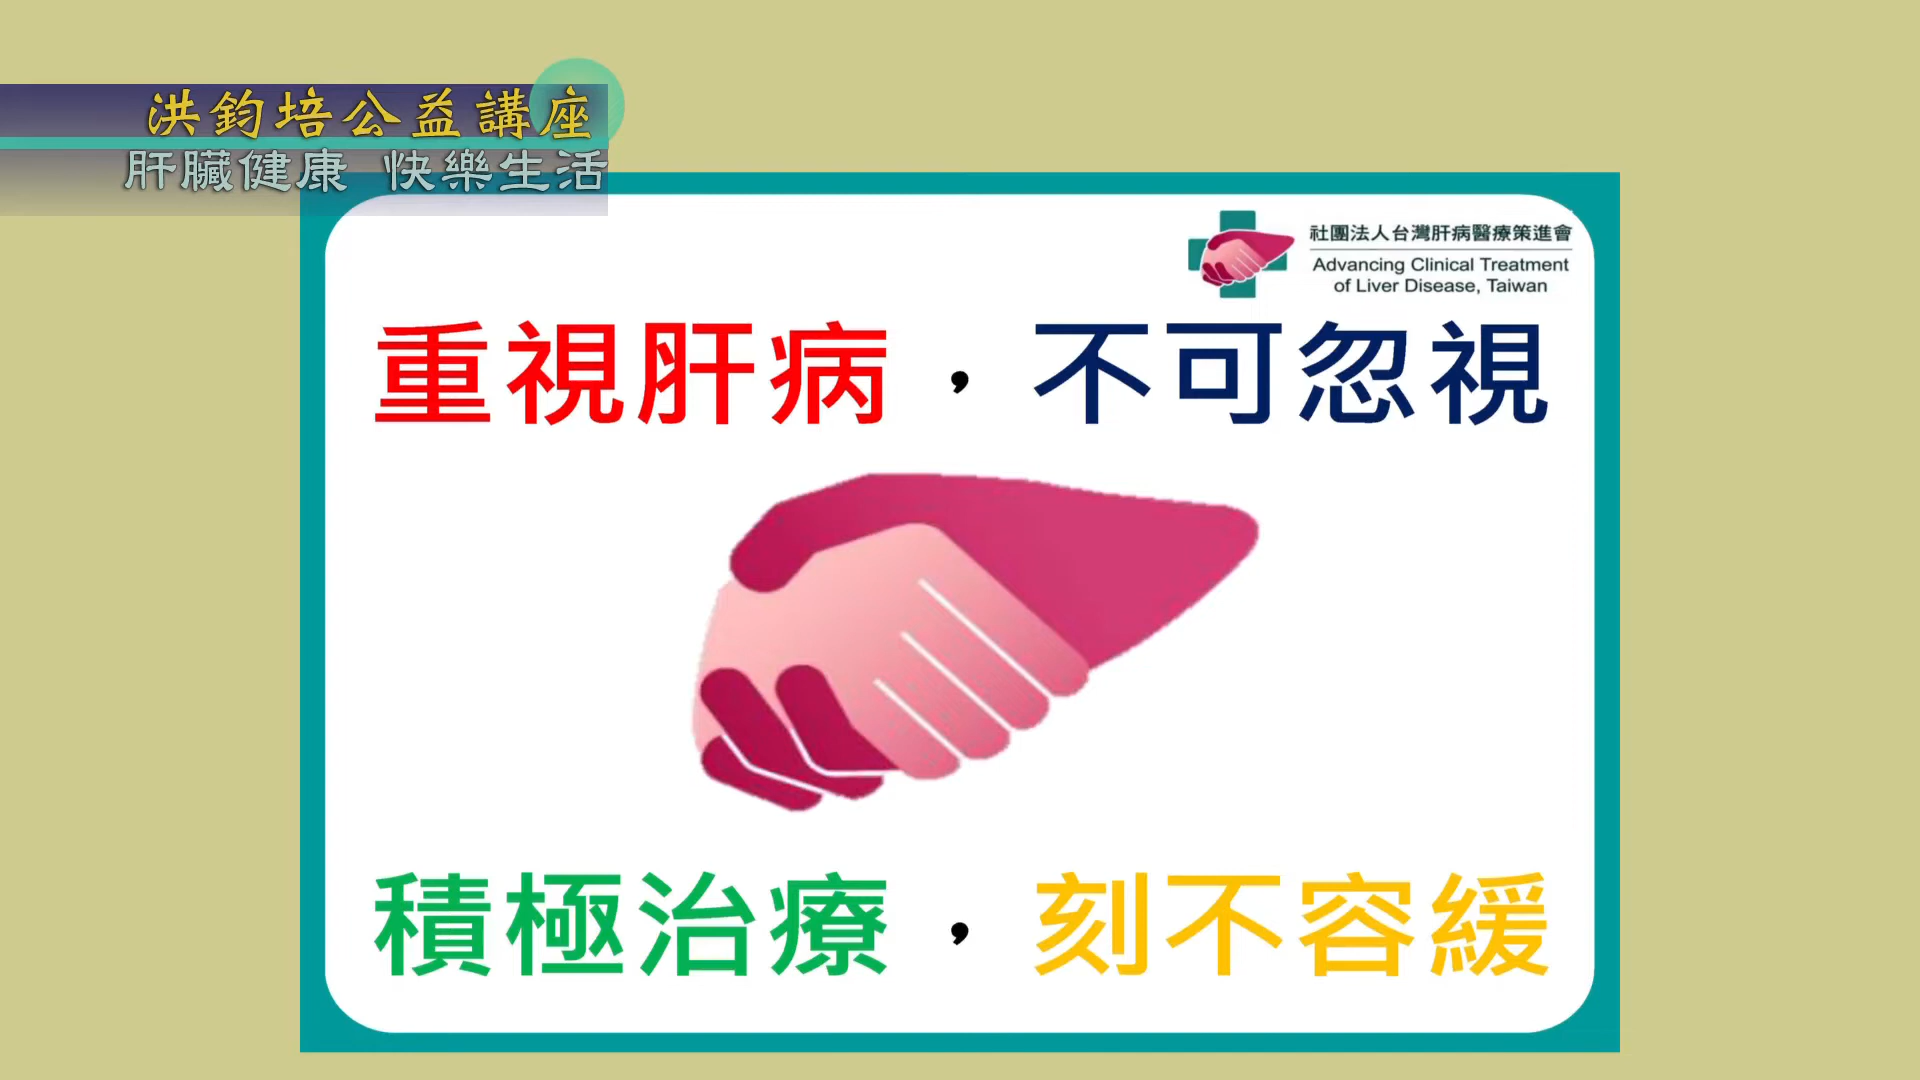 洪鈞培公益講座
肝臟健康 快樂生活
社團法人台灣肝病醫療策進會
Advancing Clinical Treatment
of Liver Disease, Taiwan
重視肝病，不可忽視
積極治療，刻不容緩